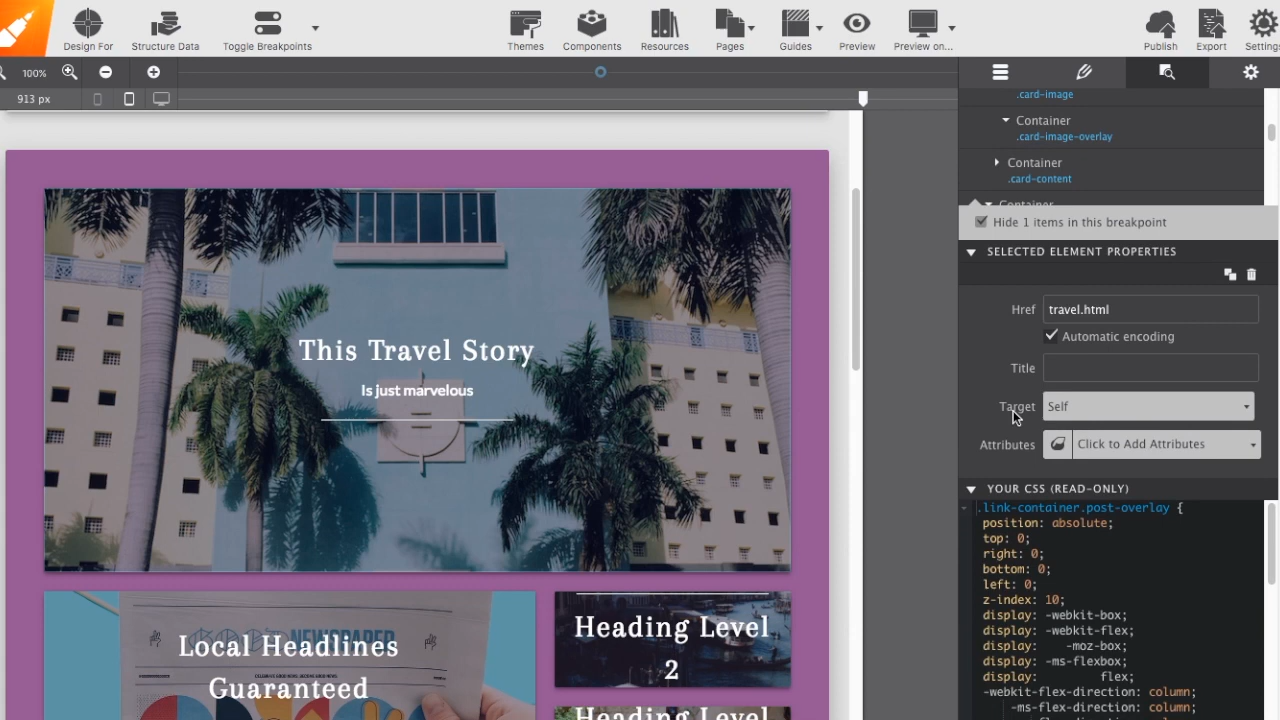 Design For
Structure Data
Toggle Breakpoints
Themes
Components
Resources
Pages
Guides
Preview
Preview on...
Publish
Export
Settings
100%
913 px
.card-image
Container
.card-image-overlay
Container
.card-content
Container
Hide 1 items in this breakpoint
SELECTED ELEMENT PROPERTIES
Href travel.html
Automatic encoding
Title
Target Self
Attributes Click to Add Attributes
YOUR CSS (READ-ONLY)
.link-container.post-overlay {
position: absolute;
top: 0;
right: 0;
bottom: 0;
left: 0;
z-index: 10;
display: -webkit-box;
display: -webkit-flex;
display: -moz-box;
display: -ms-flexbox;
display: flex;
-webkit-flex-direction: column;
-ms-flex-direction: column;
This Travel Story
Is just marvelous
Local Headlines
Guaranteed
NEWSPAPER
Heading Level
2
Heading Level